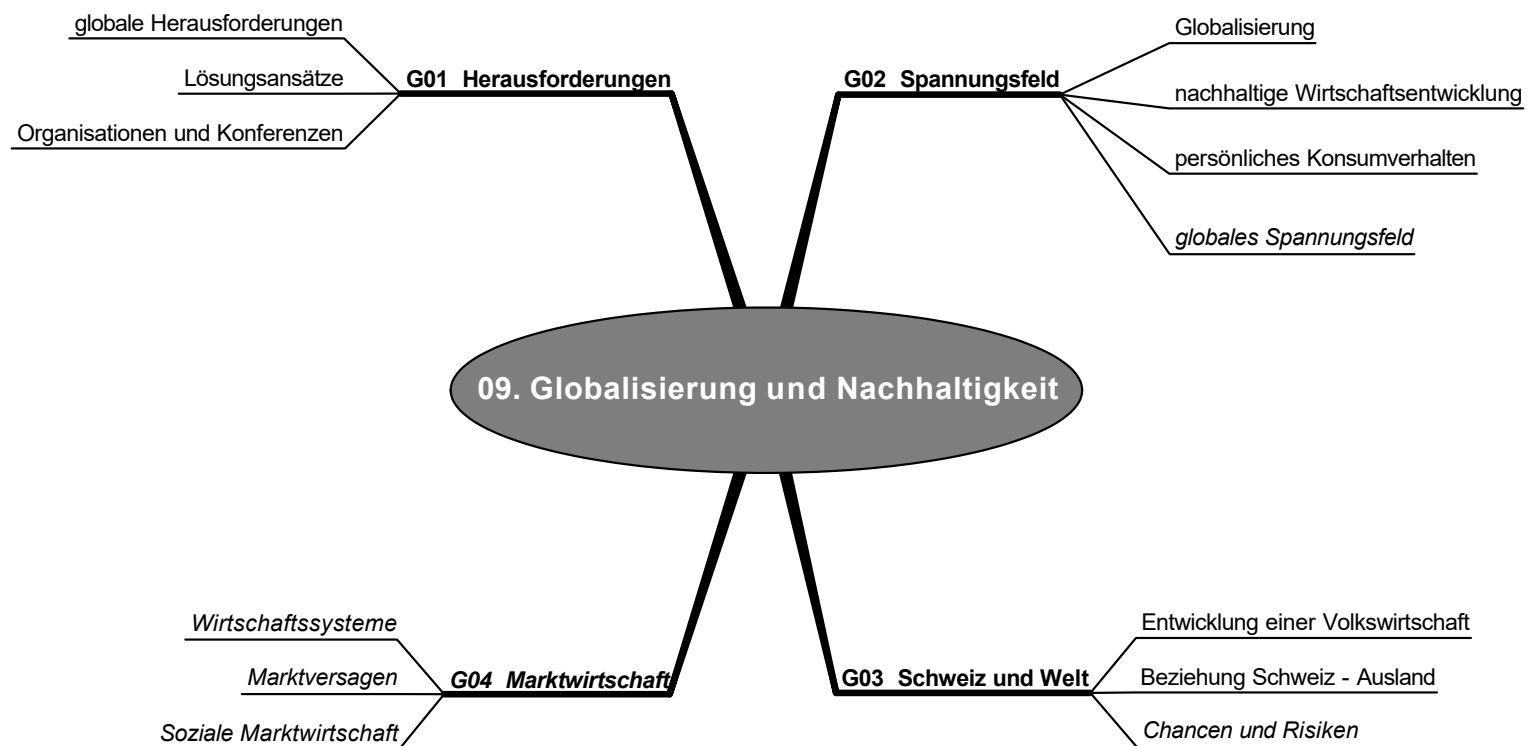 globale Herausforderungen
Lösungsansätze
Organisationen und Konferenzen
G01 Herausforderungen
G02 Spannungsfeld
Globalisierung
nachhaltige Wirtschaftsentwicklung
persönliches Konsumverhalten
globales Spannungsfeld
09. Globalisierung und Nachhaltigkeit
Wirtschaftssysteme
Marktversagen
Soziale Marktwirtschaft
G04 Marktwirtschaft
G03 Schweiz und Welt
Entwicklung einer Volkswirtschaft
Beziehung Schweiz - Ausland
Chancen und Risiken